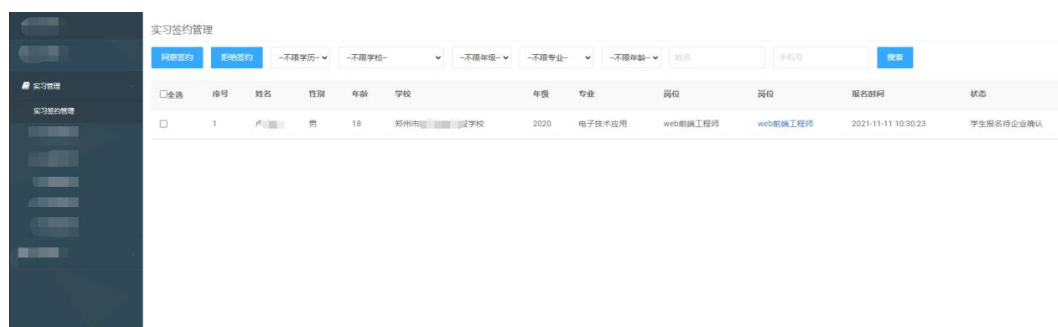 实习签约管理
同意签约 拒绝签约 -不限学历- -不限学校- -不限年级- -不限专业- -不限年龄- 姓名 手机号 搜索
实习管理
全选 序号 姓名 性别 年龄 学校 年级 专业 岗位 岗位 报名时间 状态
实习签约管理
1 男 18 郑州市 学校 2020 电子技术应用 web前端工程师 web前端工程师 2021-11-11 10:30:23 学生报名待企业确认